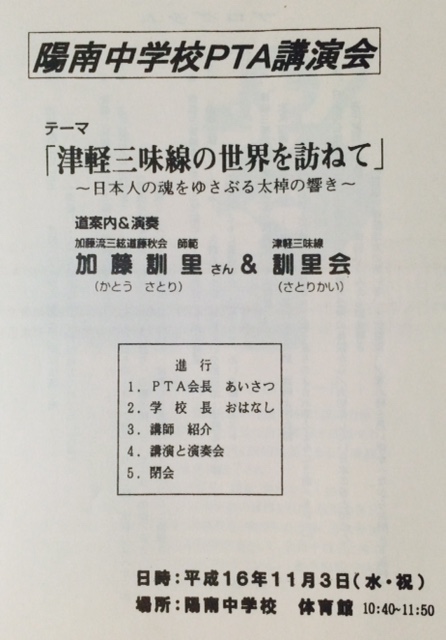 陽南中学校PTA講演会
テーマ
「津軽三味線の世界を訪ねて」
～日本人の魂をゆさぶる太棹の響き～
道案内&演奏
加藤流三絃道藤秋会 師範 津軽三味線
加藤訓里さん & 訓里会
(かとう さとり) (さとりかい)
進行
1. PTA会長 あいさつ
2. 学校長 おはなし
3. 講師 紹介
4. 講演と演奏会
5. 閉会
日時:平成16年11月3日(水・祝)
場所:陽南中学校 体育館 10:40~11:50